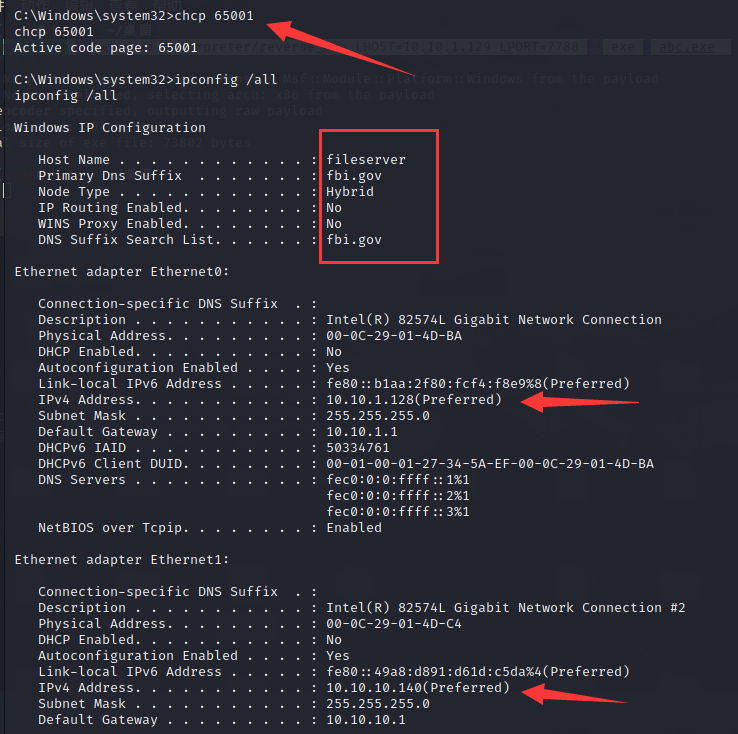 C:\Windows\system32>chcp 65001
chcp 65001
Active code page: 65001
C:\Windows\system32>ipconfig /all
ipconfig /all
Windows IP Configuration
Host Name . . . . . . . . . . . . : fileserver
Primary Dns Suffix  . . . . . . . : fbi.gov
Node Type . . . . . . . . . . . . : Hybrid
IP Routing Enabled. . . . . . . . : No
WINS Proxy Enabled. . . . . . . . : No
DNS Suffix Search List. . . . . . : fbi.gov
Ethernet adapter Ethernet0:
Connection-specific DNS Suffix  . :
Description . . . . . . . . . . . : Intel(R) 82574L Gigabit Network Connection
Physical Address. . . . . . . . . : 00-0C-29-01-4D-BA
DHCP Enabled. . . . . . . . . . . : No
Autoconfiguration Enabled . . . . : Yes
Link-local IPv6 Address . . . . . : fe80::b1aa:2f80:fcf4:f8e9%8(Preferred)
IPv4 Address. . . . . . . . . . . : 10.10.1.128(Preferred)
Subnet Mask . . . . . . . . . . . : 255.255.255.0
Default Gateway . . . . . . . . . : 10.10.1.1
DHCPv6 IAID . . . . . . . . . . . : 50334761
DHCPv6 Client DUID. . . . . . . . : 00-01-00-01-27-34-5A-EF-00-0C-29-01-4D-BA
DNS Servers . . . . . . . . . . . : fec0:0:0:ffff::1%1
fec0:0:0:ffff::2%1
fec0:0:0:ffff::3%1
NetBIOS over Tcpip. . . . . . . . : Enabled
Ethernet adapter Ethernet1:
Connection-specific DNS Suffix  . :
Description . . . . . . . . . . . : Intel(R) 82574L Gigabit Network Connection #2
Physical Address. . . . . . . . . : 00-0C-29-01-4D-C4
DHCP Enabled. . . . . . . . . . . : No
Autoconfiguration Enabled . . . . : Yes
Link-local IPv6 Address . . . . . : fe80::49a8:d891:d61d:c5da%4(Preferred)
IPv4 Address. . . . . . . . . . . : 10.10.10.140(Preferred)
Subnet Mask . . . . . . . . . . . : 255.255.255.0
Default Gateway . . . . . . . . . : 10.10.10.1